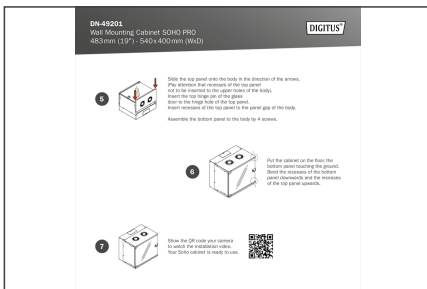 DN-49201
Wall Mounting Cabinet SOHO PRO
483mm (19") - 540x400mm (WxD)
DIGITUS®
5
Slide the top panel onto the body in the direction of the arrows.
(Pay attention that recesses of the top panel
not to be inserted to the upper holes of the body).
Insert the top hinge pin of the glass
door to the hinge hole of the top panel.
Insert recesses of the top panel to the panel gap of the body.
Assemble the bottom panel to the body by 4 screws.
6
Put the cabinet on the floor, the
bottom panel touching the ground.
Bend the recesses of the bottom
panel downwards and the recesses
of the top panel upwards.
7
Show the QR code your camera
to watch the installation video.
Your Soho cabinet is ready to use.